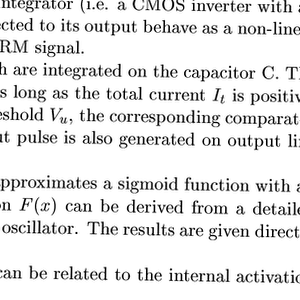 ntegrator (i.e. a CMOS inverter with a
cted to its output behave as a non-line
RM signal.
h are integrated on the capacitor C. T
s long as the total current I_t is positiv
eshold V_u, the corresponding comparat
ut pulse is also generated on output li
pproximates a sigmoid function with a
on F(x) can be derived from a detaile
oscillator. The results are given direct
can be related to the internal activatio